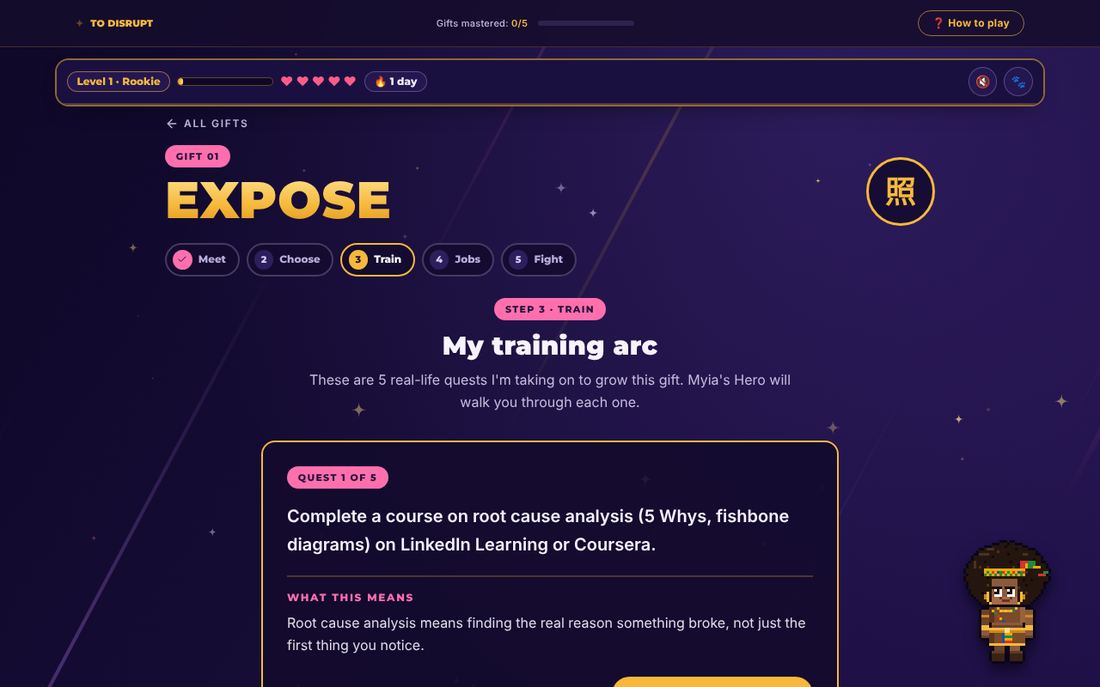 TO DISRUPT
Gifts mastered: 0/5
❓ How to play
Level 1 · Rookie
🔥 1 day
← ALL GIFTS
GIFT 01
EXPOSE
照
Meet
2 Choose
3 Train
4 Jobs
5 Fight
STEP 3 · TRAIN
My training arc
These are 5 real-life quests I'm taking on to grow this gift. Myia's Hero will
walk you through each one.
QUEST 1 OF 5
Complete a course on root cause analysis (5 Whys, fishbone
diagrams) on LinkedIn Learning or Coursera.
WHAT THIS MEANS
Root cause analysis means finding the real reason something broke, not just the
first thing you notice.